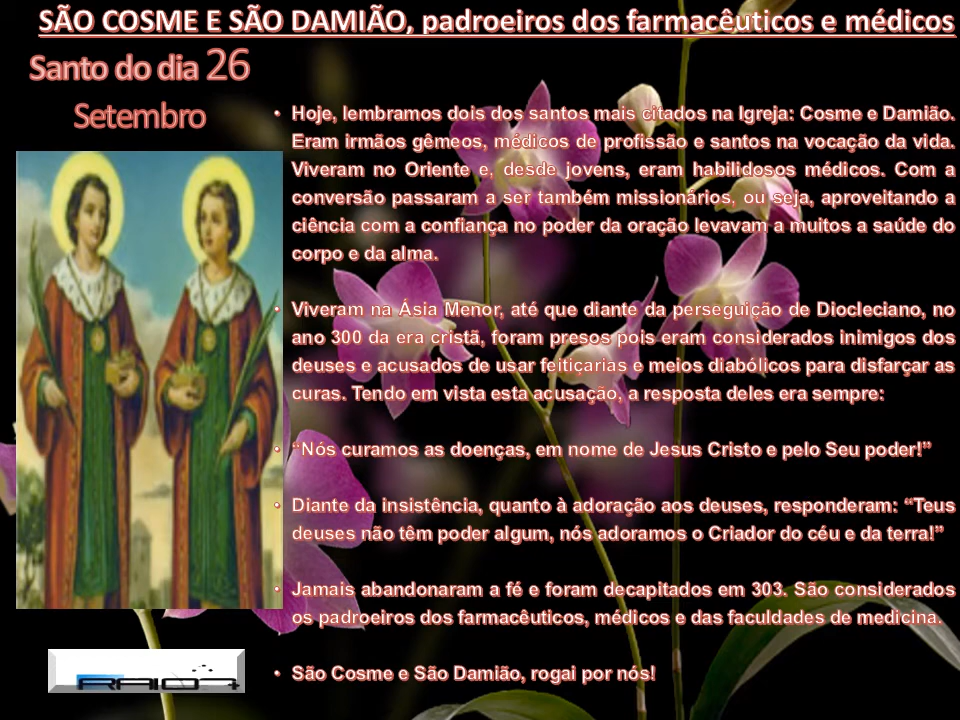 SÃO COSME E SÃO DAMIÃO, padroeiros dos farmacêuticos e médicos
Santo do dia 26
Setembro
• Hoje, lembramos dois dos santos mais citados na Igreja: Cosme e Damião.
Eram irmãos gêmeos, médicos de profissão e santos na vocação da vida.
Viveram no Oriente e, desde jovens, eram habilidosos médicos. Com a
conversão passaram a ser também missionários, ou seja, aproveitando a
ciência com a confiança no poder da oração levavam a muitos a saúde do
corpo e da alma.
• Viveram na Ásia Menor, até que diante da perseguição de Diocleciano, no
ano 300 da era cristã, foram presos pois eram considerados inimigos dos
deuses e acusados de usar feitiçarias e meios diabólicos para disfarçar as
curas. Tendo em vista esta acusação, a resposta deles era sempre:
• “Nós curamos as doenças, em nome de Jesus Cristo e pelo Seu poder!”
• Diante da insistência, quanto à adoração aos deuses, responderam: “Teus
deuses não têm poder algum, nós adoramos o Criador do céu e da terra!”
• Jamais abandonaram a fé e foram decapitados em 303. São considerados
os padroeiros dos farmacêuticos, médicos e das faculdades de medicina.
• São Cosme e São Damião, rogai por nós!